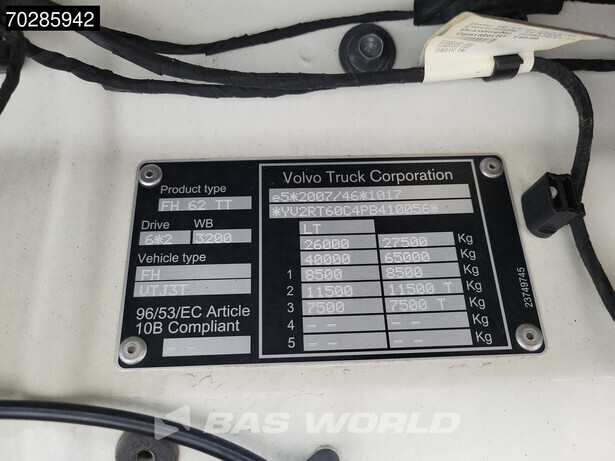 70285942
Volvo Truck Corporation
Product type
FH 62 TT
Drive WB
6*2 3200
Vehicle type
FH
VTJ3T
96/53/EC Article
10B Compliant
- -
e5*2007/46*1017
*YV2RT60C4PB410056*
LT
26000 27500 Kg
40000 65000 Kg
1 8500 8500 Kg
2 11500 11500 T Kg
3 7500 7500 T Kg
4 - - - - Kg
5 - - - - Kg
23749745
BAS WORLD